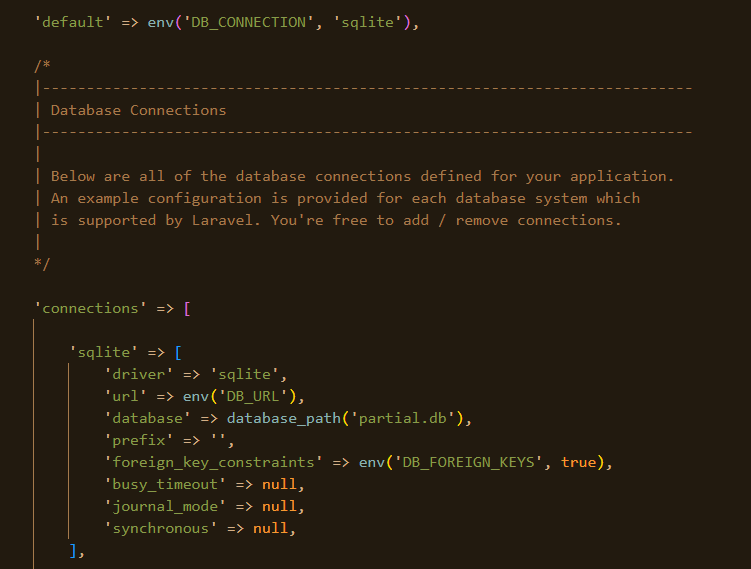 'default' => env('DB_CONNECTION', 'sqlite'),
/*
|--------------------------------------------------------------------------
| Database Connections
|--------------------------------------------------------------------------
|
| Below are all of the database connections defined for your application.
| An example configuration is provided for each database system which
| is supported by Laravel. You're free to add / remove connections.
|
*/
'connections' => [
'sqlite' => [
'driver' => 'sqlite',
'url' => env('DB_URL'),
'database' => database_path('partial.db'),
'prefix' => '',
'foreign_key_constraints' => env('DB_FOREIGN_KEYS', true),
'busy_timeout' => null,
'journal_mode' => null,
'synchronous' => null,
],